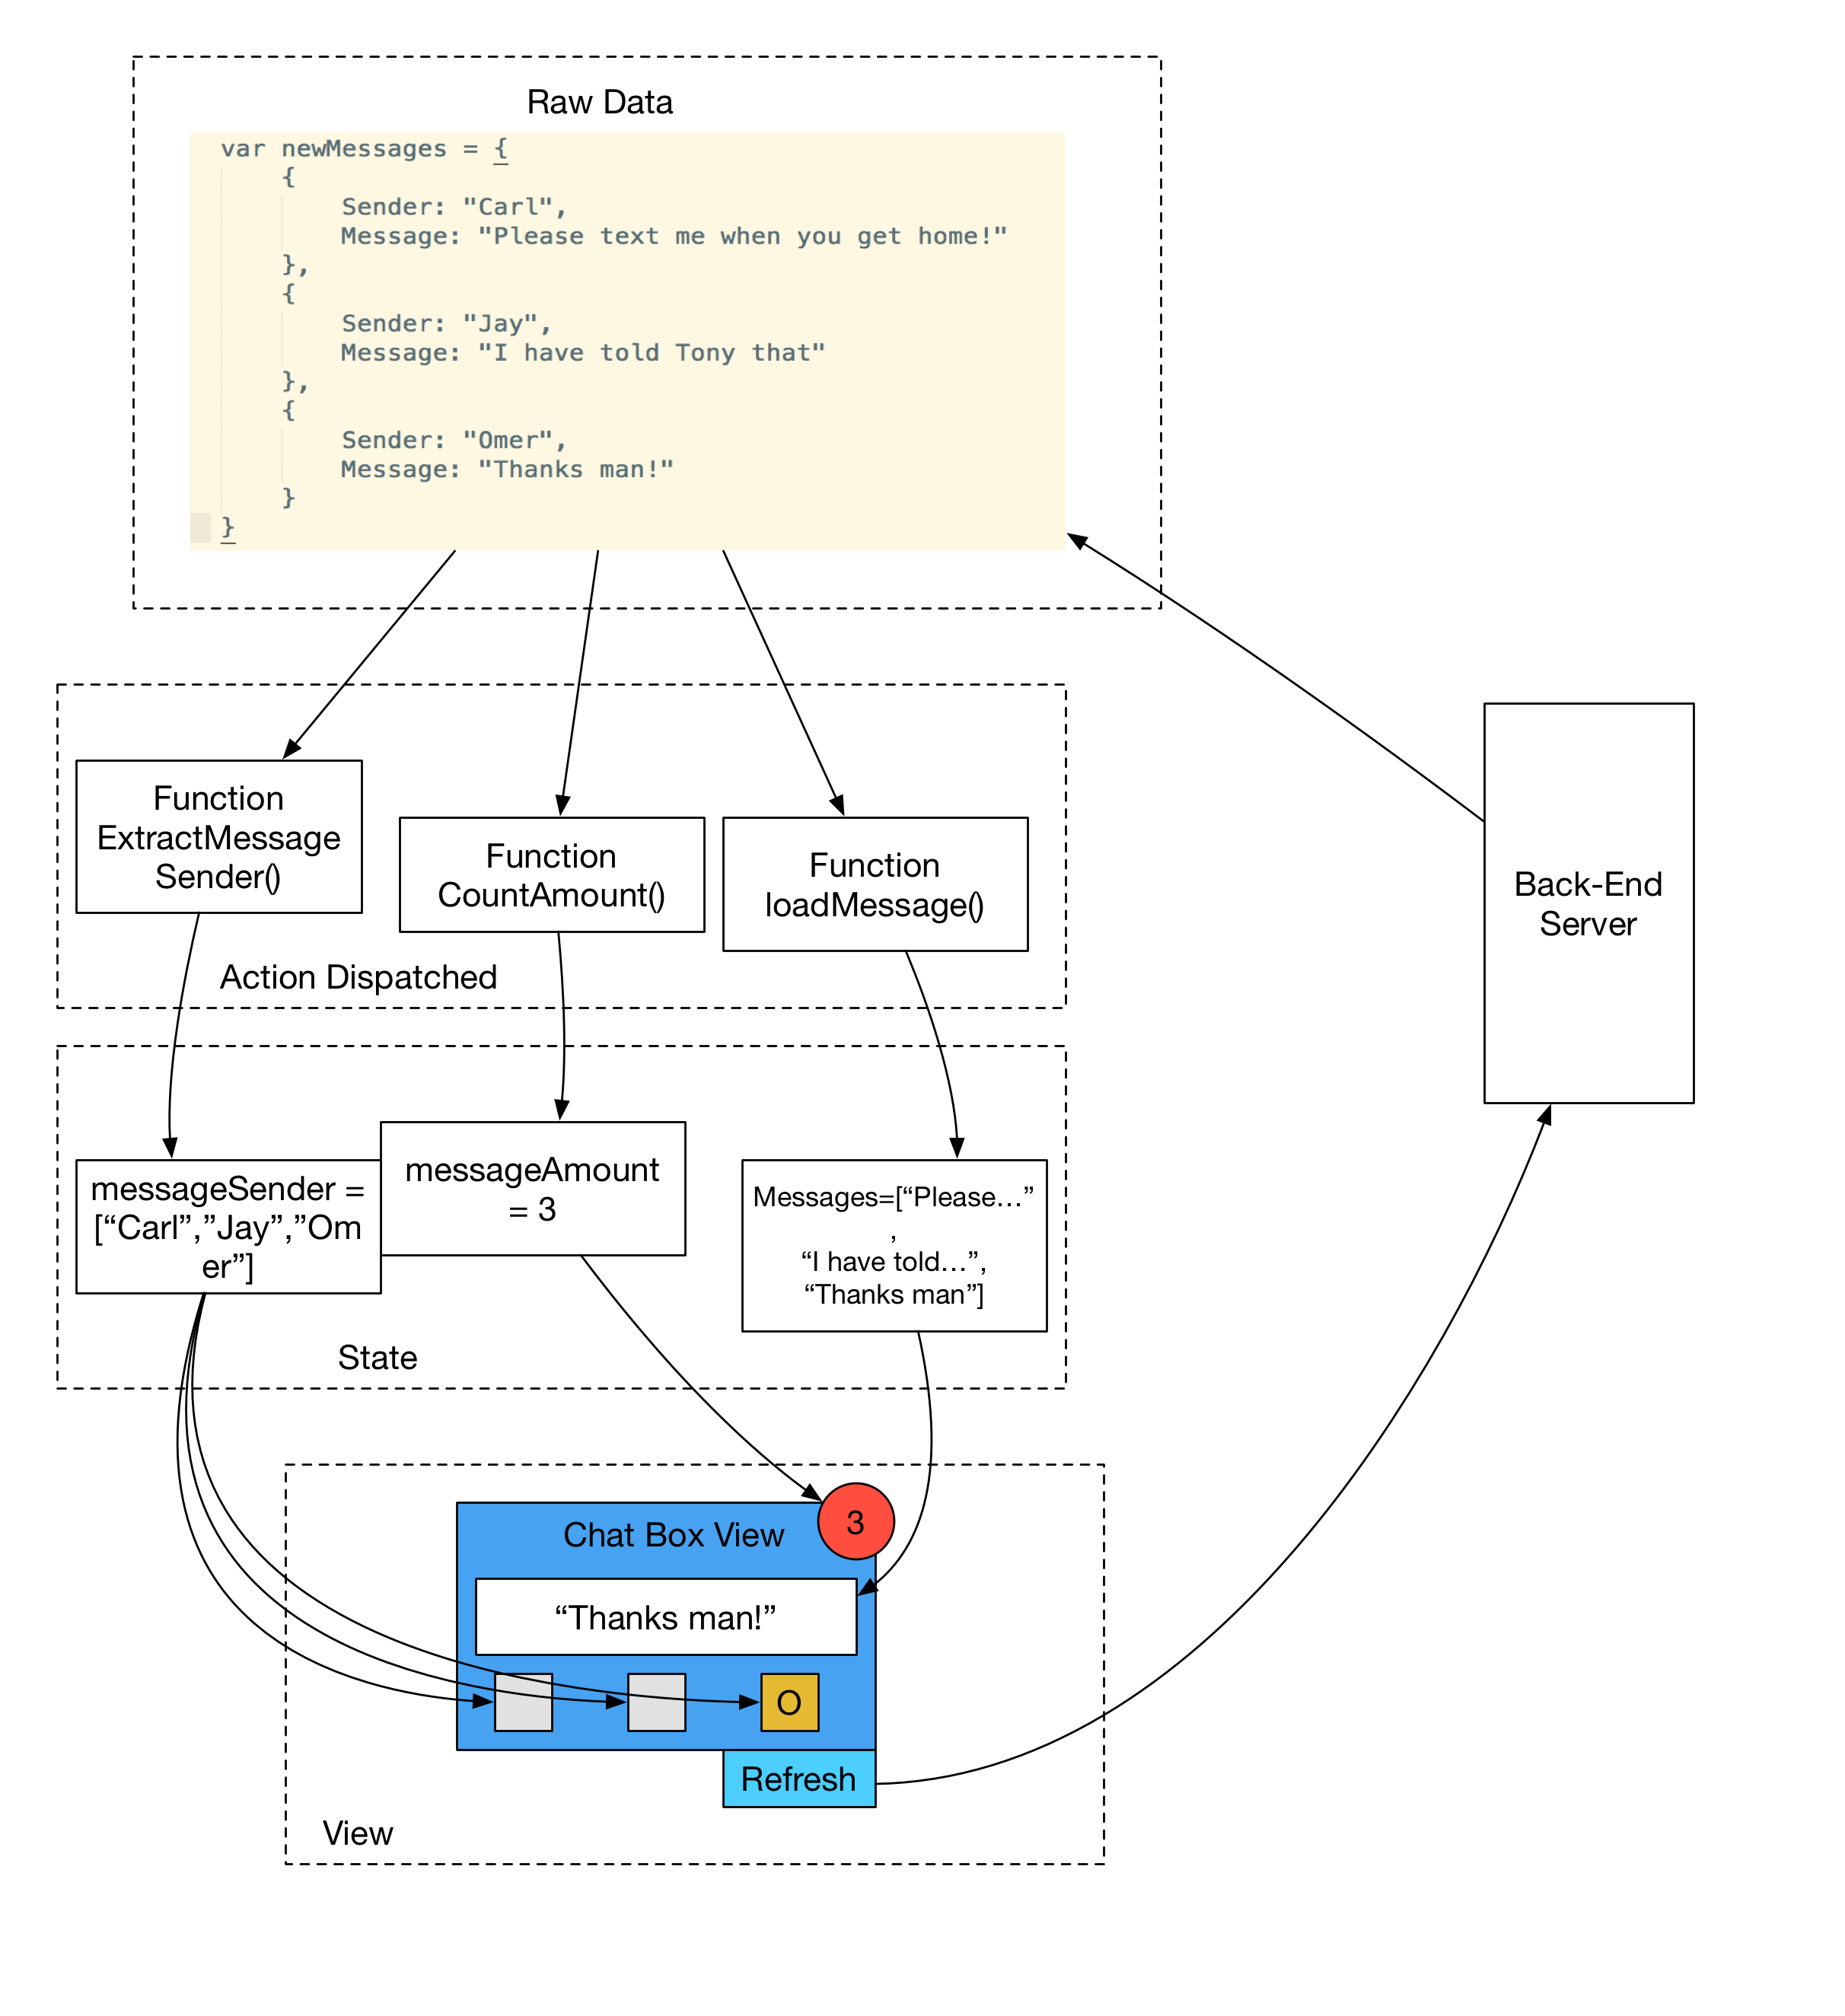 Raw Data
var newMessages = {
{
Sender: "Carl",
Message: "Please text me when you get home!"
},
{
Sender: "Jay",
Message: "I have told Tony that"
},
{
Sender: "Omer",
Message: "Thanks man!"
}
}
Function
ExtractMessage
Sender()
Function
CountAmount()
Function
loadMessage()
Action Dispatched
Back-End
Server
messageSender =
[“Carl”,”Jay”,”Om
er”]
messageAmount
= 3
Messages=[“Please…”
,
“I have told…”,
“Thanks man”]
State
Chat Box View
3
“Thanks man!”
O
Refresh
View